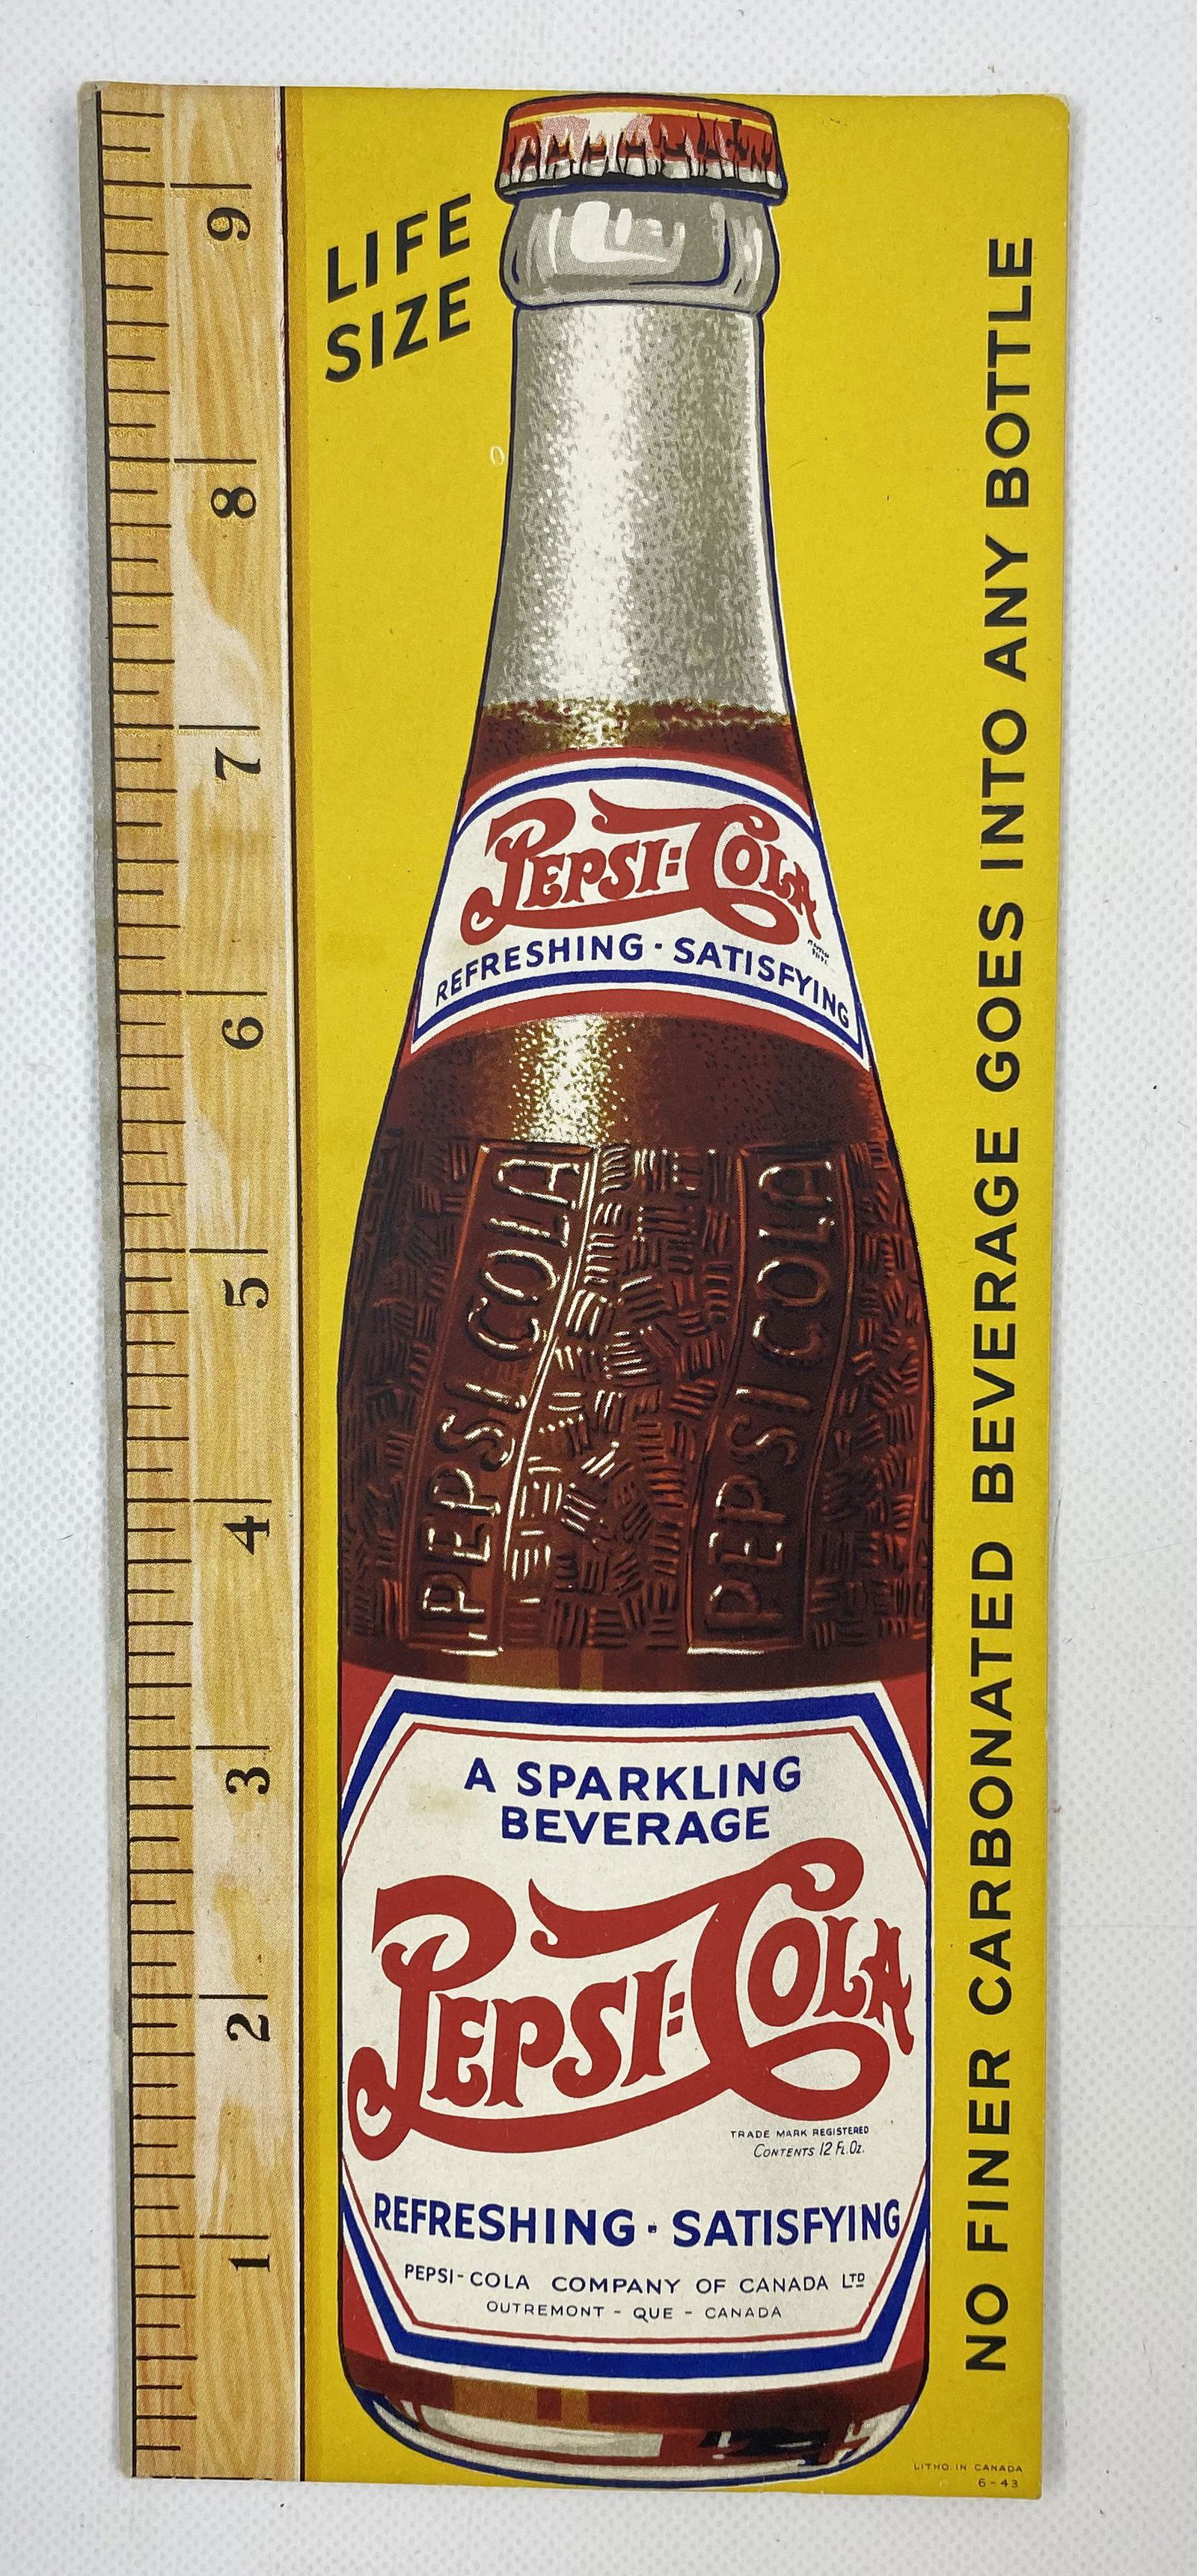 LIFE
SIZE
9
8
7
6
5
4
3
2
1
PEPSI-COLA
REFRESHING · SATISFYING
PEPSI COLA
PEPSI COLA
A SPARKLING
BEVERAGE
PEPSI-COLA
TRADE MARK REGISTERED
CONTENTS 12 FL.OZ.
REFRESHING · SATISFYING
PEPSI-COLA COMPANY OF CANADA LTD
OUTREMONT - QUE - CANADA
NO FINER CARBONATED BEVERAGE GOES INTO ANY BOTTLE
LITHO. IN CANADA
6-43